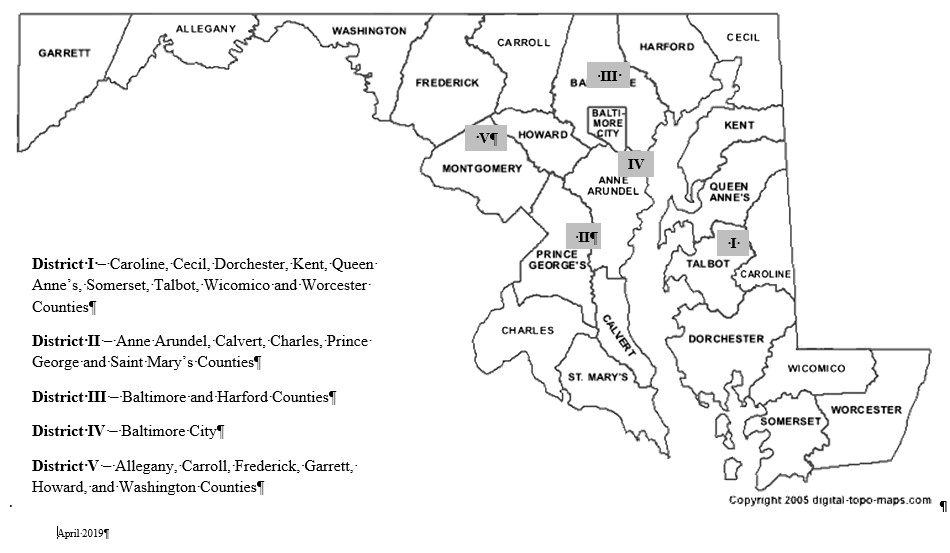 GARRETT
ALLEGANY
WASHINGTON
FREDERICK
CARROLL
BA E
·III·
HARFORD
CECIL
BALTI-
MORE
CITY
KENT
·V¶
HOWARD
MONTGOMERY
IV
ANNE
ARUNDEL
QUEEN
ANNE'S
·II¶
PRINCE
GEORGE'S
·I·
TALBOT
CAROLINE
CHARLES
CALVERT
ST. MARY'S
DORCHESTER
WICOMICO
SOMERSET
WORCESTER
District·I·–·Caroline,·Cecil,·Dorchester,·Kent,·Queen·
Anne's,·Somerset,·Talbot,·Wicomico·and·Worcester·
Counties¶
District·II·–·Anne·Arundel,·Calvert,·Charles,·Prince·
George·and·Saint·Mary's·Counties¶
District·III·–·Baltimore·and·Harford·Counties¶
District·IV·–·Baltimore·City¶
District·V·–·Allegany,·Carroll,·Frederick,·Garrett,·
Howard,·and·Washington·Counties¶
Copyright 2005 digital-topo-maps.com
¶
April·2019¶